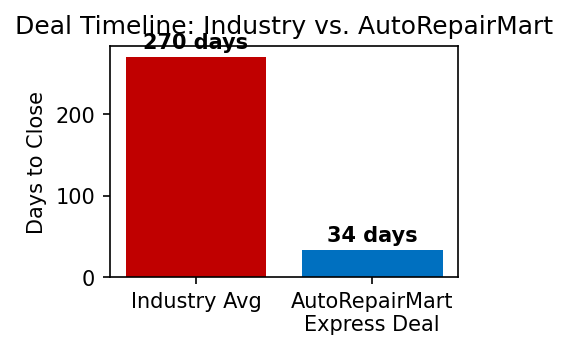 Deal Timeline: Industry vs. AutoRepairMart
270 days
34 days
Days to Close
200
100
0
Industry Avg
AutoRepairMart
Express Deal